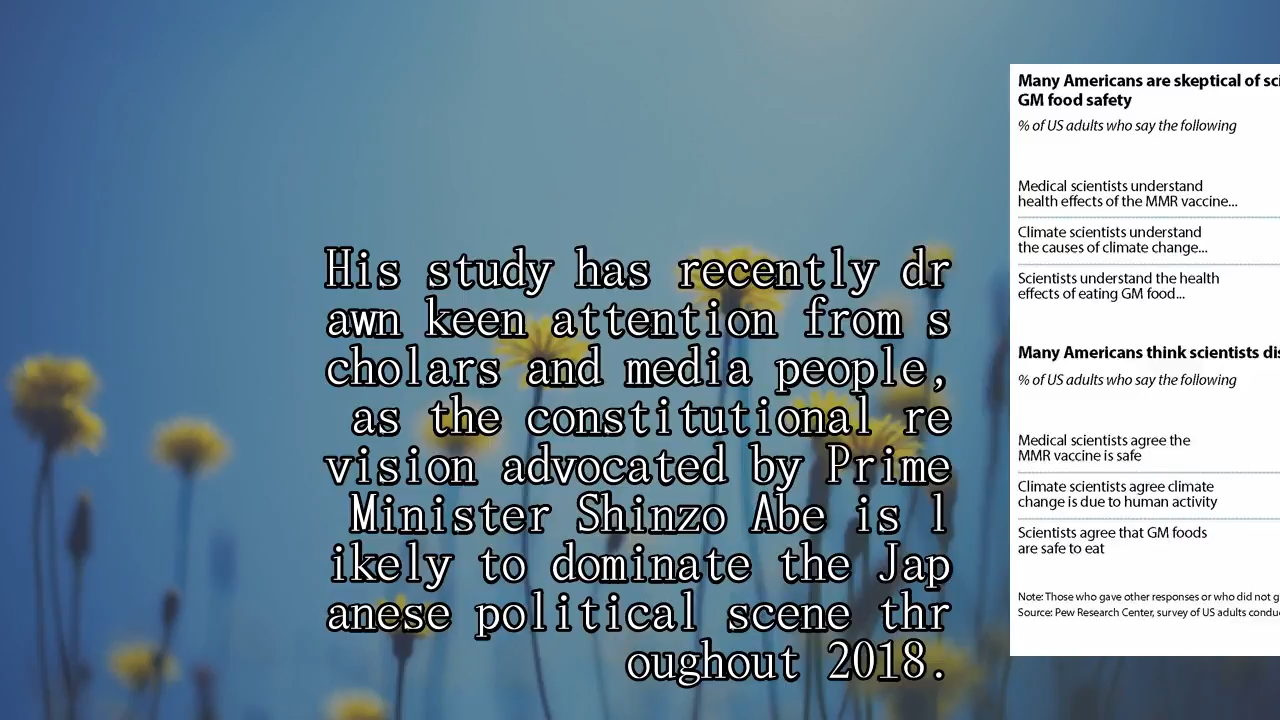 His study has recently dr
awn keen attention from s
cholars and media people,
as the constitutional re
vision advocated by Prime
Minister Shinzo Abe is l
ikely to dominate the Jap
anese political scene thr
oughout 2018.
Many Americans are skeptical of
GM food safety
% of US adults who say the following
Medical scientists understand
health effects of the MMR vaccine...
Climate scientists understand
the causes of climate change...
Scientists understand the health
effects of eating GM food...
Many Americans think scientists
% of US adults who say the following
Medical scientists agree the
MMR vaccine is safe
Climate scientists agree climate
change is due to human activity
Scientists agree that GM foods
are safe to eat
Note: Those who gave other responses or who did not
Source: Pew Research Center, survey of US adults